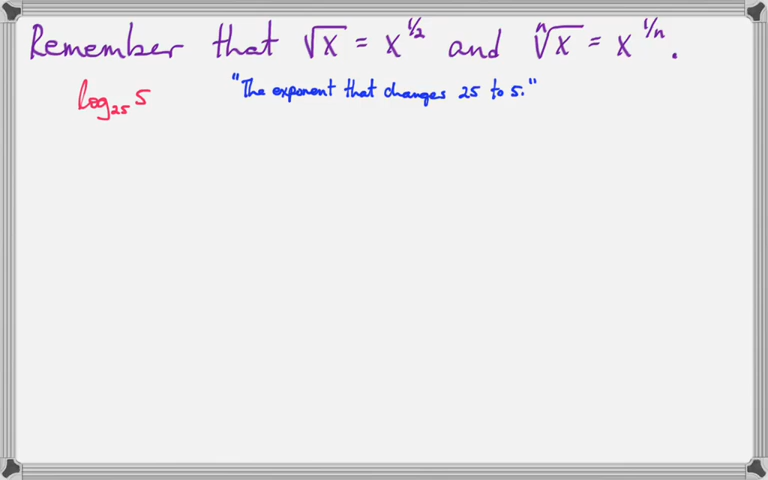 Remember that √x = x^1/2 and ⁿ√x = x^1/n.
log₂₅ 5 "The exponent that changes 25 to 5."